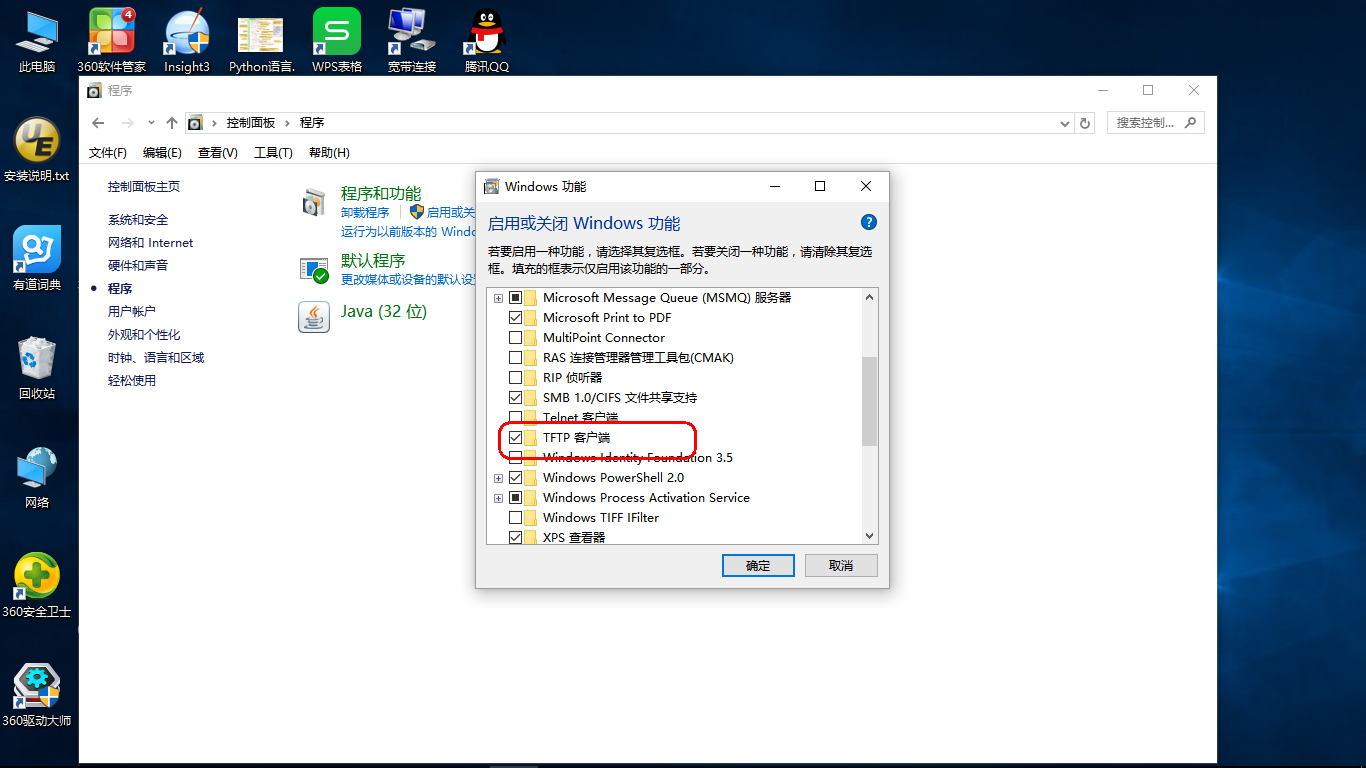 此电脑
360软件管家
4
Insight3
Python语言.
WPS表格
宽带连接
腾讯QQ
安装说明.txt
有道词典
回收站
网络
360安全卫士
360驱动大师
程序
控制面板 › 程序
搜索控制...
文件(F) 编辑(E) 查看(V) 工具(T) 帮助(H)
控制面板主页
系统和安全
网络和 Internet
硬件和声音
程序
用户帐户
外观和个性化
时钟、语言和区域
轻松使用
程序和功能
卸载程序 启用或关
运行为以前版本的 Windo
默认程序
更改媒体或设备的默认设
Java (32 位)
Windows 功能
启用或关闭 Windows 功能
若要启用一种功能，请选择其复选框。若要关闭一种功能，请清除其复选
框。填充的框表示仅启用该功能的一部分。
Microsoft Message Queue (MSMQ) 服务器
Microsoft Print to PDF
MultiPoint Connector
RAS 连接管理器管理工具包(CMAK)
RIP 侦听器
SMB 1.0/CIFS 文件共享支持
Telnet 客户端
TFTP 客户端
Windows Identity Foundation 3.5
Windows PowerShell 2.0
Windows Process Activation Service
Windows TIFF IFilter
XPS 查看器
确定 取消